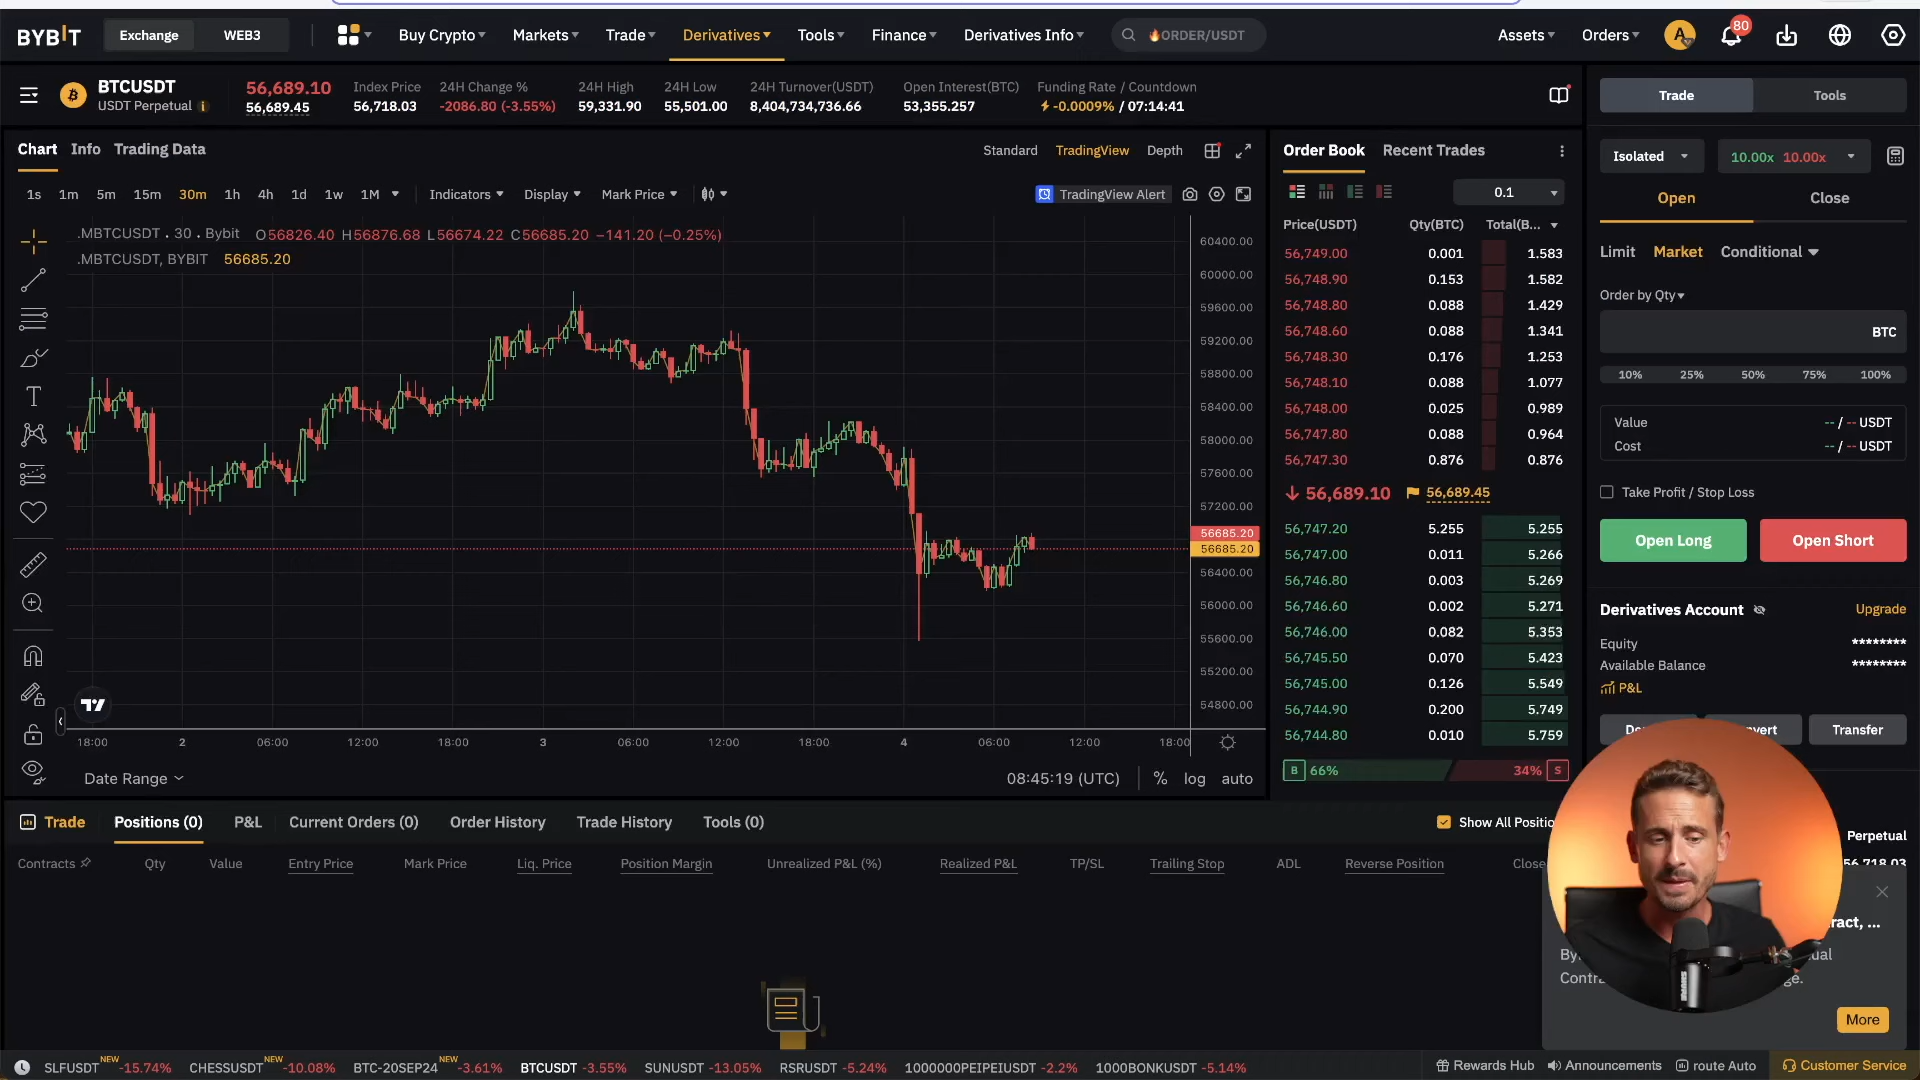 BYBIT Exchange WEB3 Buy Crypto Markets Trade Derivatives Tools Finance Derivatives Info ORDER/USDT Assets Orders A 80
BTCUSDT
USDT Perpetual
56,689.10
56,689.45
Index Price
56,718.03
24H Change %
-2086.80 (-3.55%)
24H High
59,331.90
24H Low
55,501.00
24H Turnover(USDT)
8,404,734,736.66
Open Interest(BTC)
53,355.257
Funding Rate / Countdown
-0.0009% / 07:14:41
Chart Info Trading Data
Standard TradingView Depth
1s 1m 5m 15m 30m 1h 4h 1d 1w 1M Indicators Display Mark Price
TradingView Alert
.MBTCUSDT . 30 . Bybit O56826.40 H56876.68 L56674.22 C56685.20 −141.20 (−0.25%)
.MBTCUSDT, BYBIT 56685.20
60400.00
60000.00
59600.00
59200.00
58800.00
58400.00
58000.00
57600.00
57200.00
56685.20
56685.20
56400.00
56000.00
55600.00
55200.00
54800.00
18:00 2 06:00 12:00 18:00 3 06:00 12:00 18:00 4 06:00 12:00 18:00
Date Range
08:45:19 (UTC) % log auto
Order Book Recent Trades
0.1
Price(USDT) Qty(BTC) Total(B...
56,749.00 0.001 1.583
56,748.90 0.153 1.582
56,748.80 0.088 1.429
56,748.60 0.088 1.341
56,748.30 0.176 1.253
56,748.10 0.088 1.077
56,748.00 0.025 0.989
56,747.80 0.088 0.964
56,747.30 0.876 0.876
56,689.10 56,689.45
56,747.20 5.255 5.255
56,747.00 0.011 5.266
56,746.80 0.003 5.269
56,746.60 0.002 5.271
56,746.00 0.082 5.353
56,745.50 0.070 5.423
56,745.00 0.126 5.549
56,744.90 0.200 5.749
56,744.80 0.010 5.759
B 66% 34% S
Trade Tools
Isolated 10.00x 10.00x
Open Close
Limit Market Conditional
Order by Qty
BTC
10% 25% 50% 75% 100%
Value -- / -- USDT
Cost -- / -- USDT
Take Profit / Stop Loss
Open Long Open Short
Derivatives Account Upgrade
Equity ********
Available Balance ********
P&L
Transfer
Perpetual
56,718.03
More
Trade Positions (0) P&L Current Orders (0) Order History Trade History Tools (0)
Show All Positio
Contracts Qty Value Entry Price Mark Price Liq. Price Position Margin Unrealized P&L (%) Realized P&L TP/SL Trailing Stop ADL Reverse Position Close
SLFUSDT NEW -15.74% CHESSUSDT NEW -10.08% BTC-20SEP24 NEW -3.61% BTCUSDT -3.55% SUNUSDT -13.05% RSRUSDT -5.24% 1000000PEIPEIUSDT -2.2% 1000BONKUSDT -5.14%
Rewards Hub Announcements route Auto Customer Service